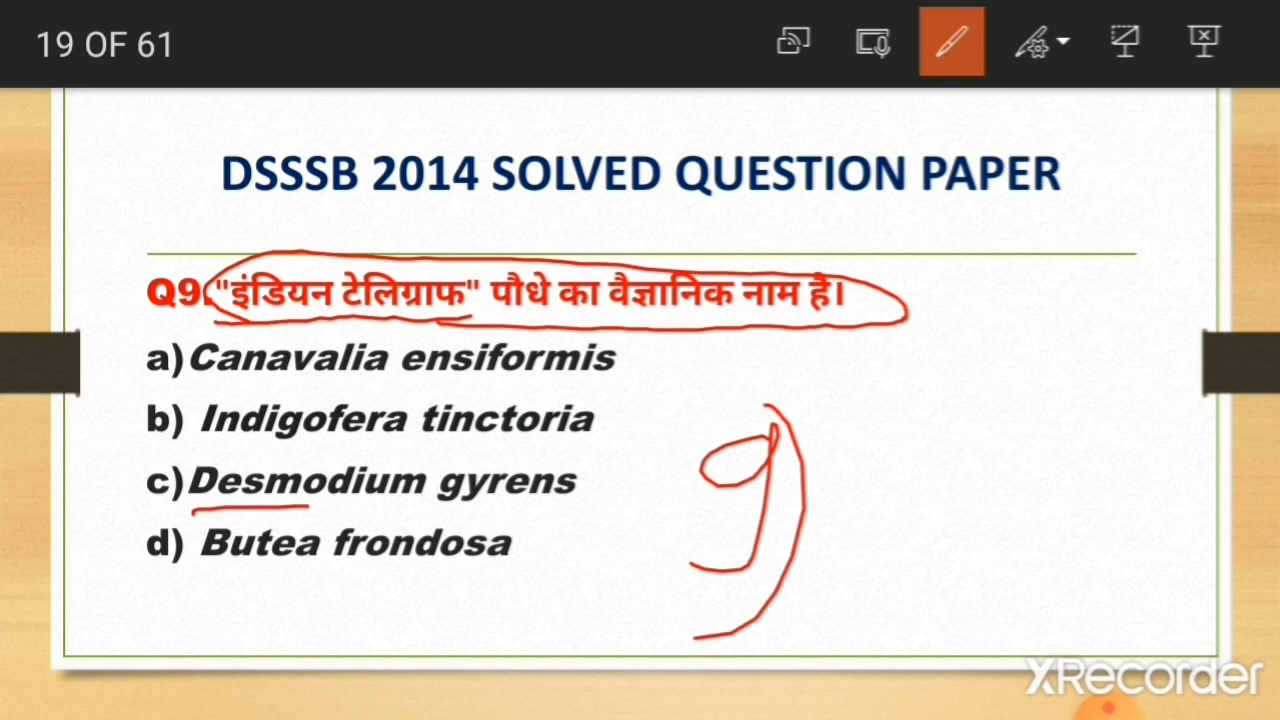 19 OF 61
DSSSB 2014 SOLVED QUESTION PAPER
Q9."इंडियन टेलिग्राफ" पौधे का वैज्ञानिक नाम है।
a)Canavalia ensiformis
b) Indigofera tinctoria
c)Desmodium gyrens
d) Butea frondosa
9)
XRecorder